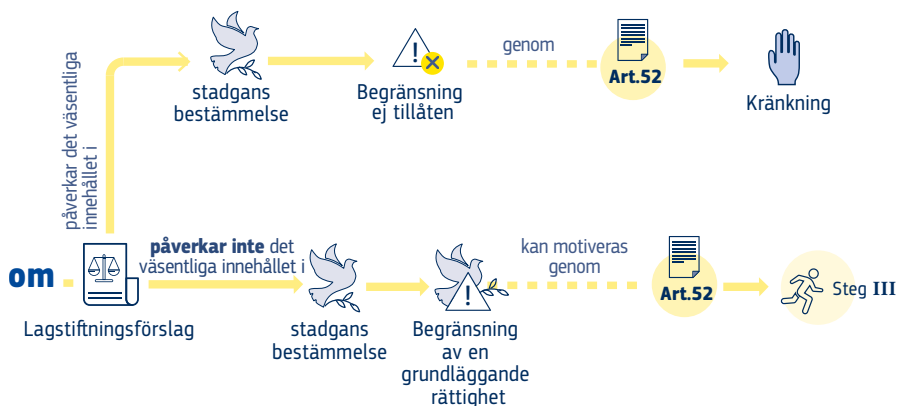 påverkar det väsentliga
innehållet i
stadgans
bestämmelse
Begränsning
ej tillåten
genom
Art.52
Kränkning
om
Lagstiftningsförslag
påverkar inte det
väsentliga innehållet i
stadgans
bestämmelse
Begränsning
av en
grundläggande
rättighet
kan motiveras
genom
Art.52
Steg III